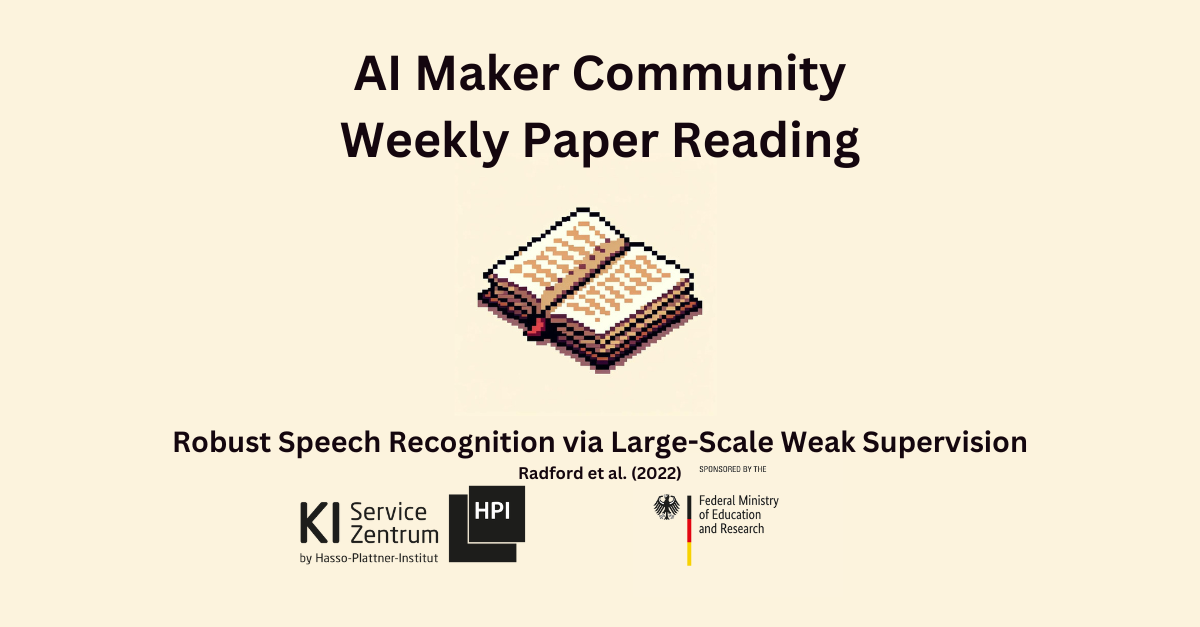 AI Maker Community
Weekly Paper Reading
Robust Speech Recognition via Large-Scale Weak Supervision
Radford et al. (2022)
SPONSORED BY THE
KI Service
Zentrum
by Hasso-Plattner-Institut
HPI
Federal Ministry
of Education
and Research